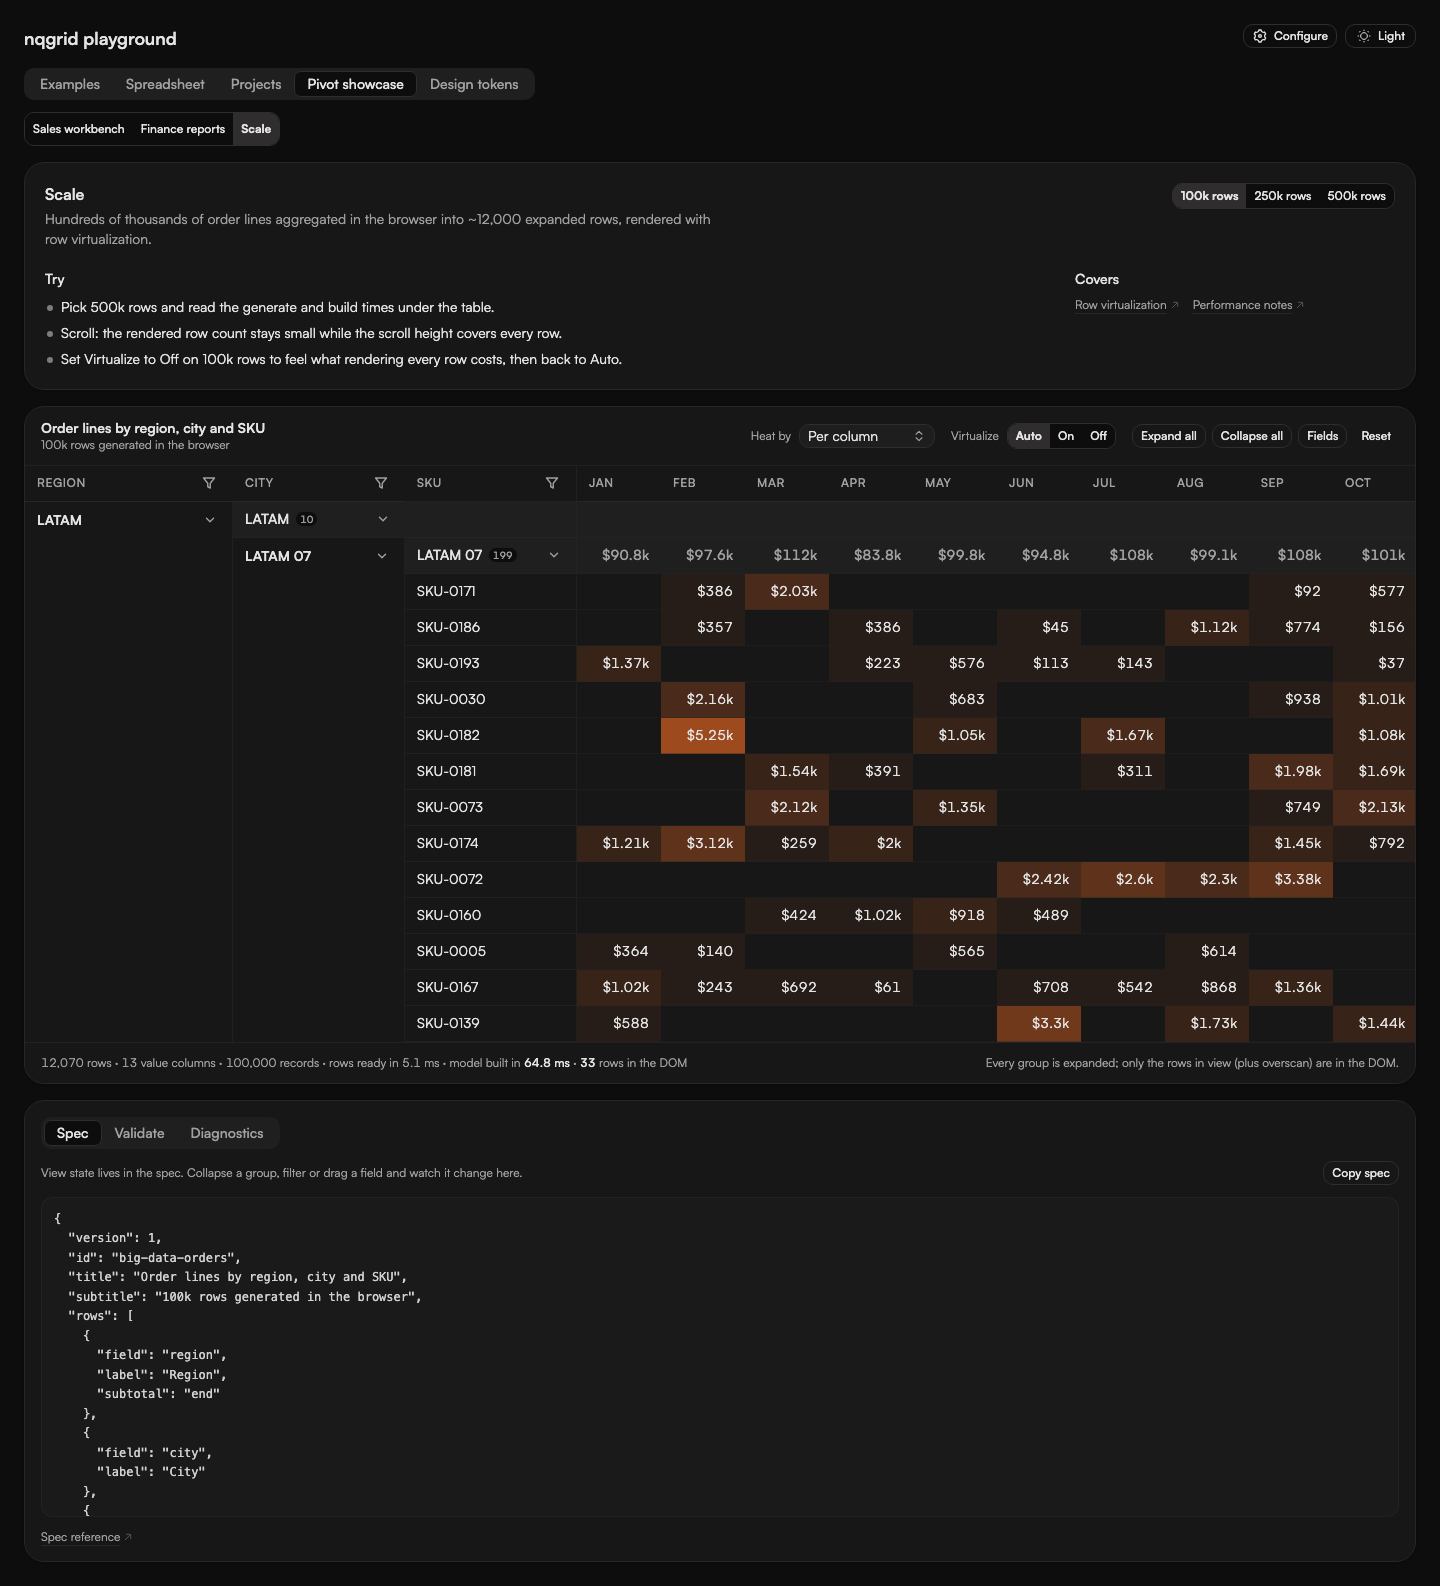 nqgrid playground
Configure
Light
Examples Spreadsheet Projects Pivot showcase Design tokens
Sales workbench Finance reports Scale
Scale
100k rows 250k rows 500k rows
Hundreds of thousands of order lines aggregated in the browser into ~12,000 expanded rows, rendered with
row virtualization.
Try
Pick 500k rows and read the generate and build times under the table.
Scroll: the rendered row count stays small while the scroll height covers every row.
Set Virtualize to Off on 100k rows to feel what rendering every row costs, then back to Auto.
Covers
Row virtualization ↗ Performance notes ↗
Order lines by region, city and SKU
100k rows generated in the browser
Heat by Per column Virtualize Auto On Off Expand all Collapse all Fields Reset
REGION CITY SKU JAN FEB MAR APR MAY JUN JUL AUG SEP OCT
LATAM LATAM 10
LATAM 07 LATAM 07 199 $90.8k $97.6k $112k $83.8k $99.8k $94.8k $108k $99.1k $108k $101k
SKU-0171 $386 $2.03k $92 $577
SKU-0186 $357 $386 $45 $1.12k $774 $156
SKU-0193 $1.37k $223 $576 $113 $143 $37
SKU-0030 $2.16k $683 $938 $1.01k
SKU-0182 $5.25k $1.05k $1.67k $1.08k
SKU-0181 $1.54k $391 $311 $1.98k $1.69k
SKU-0073 $2.12k $1.35k $749 $2.13k
SKU-0174 $1.21k $3.12k $259 $2k $1.45k $792
SKU-0072 $2.42k $2.6k $2.3k $3.38k
SKU-0160 $424 $1.02k $918 $489
SKU-0005 $364 $140 $565 $614
SKU-0167 $1.02k $243 $692 $61 $708 $542 $868 $1.36k
SKU-0139 $588 $3.3k $1.73k $1.44k
12,070 rows · 13 value columns · 100,000 records · rows ready in 5.1 ms · model built in 64.8 ms · 33 rows in the DOM
Every group is expanded; only the rows in view (plus overscan) are in the DOM.
Spec Validate Diagnostics
View state lives in the spec. Collapse a group, filter or drag a field and watch it change here.
Copy spec
{
"version": 1,
"id": "big-data-orders",
"title": "Order lines by region, city and SKU",
"subtitle": "100k rows generated in the browser",
"rows": [
{
"field": "region",
"label": "Region",
"subtotal": "end"
},
{
"field": "city",
"label": "City"
},
{
Spec reference ↗